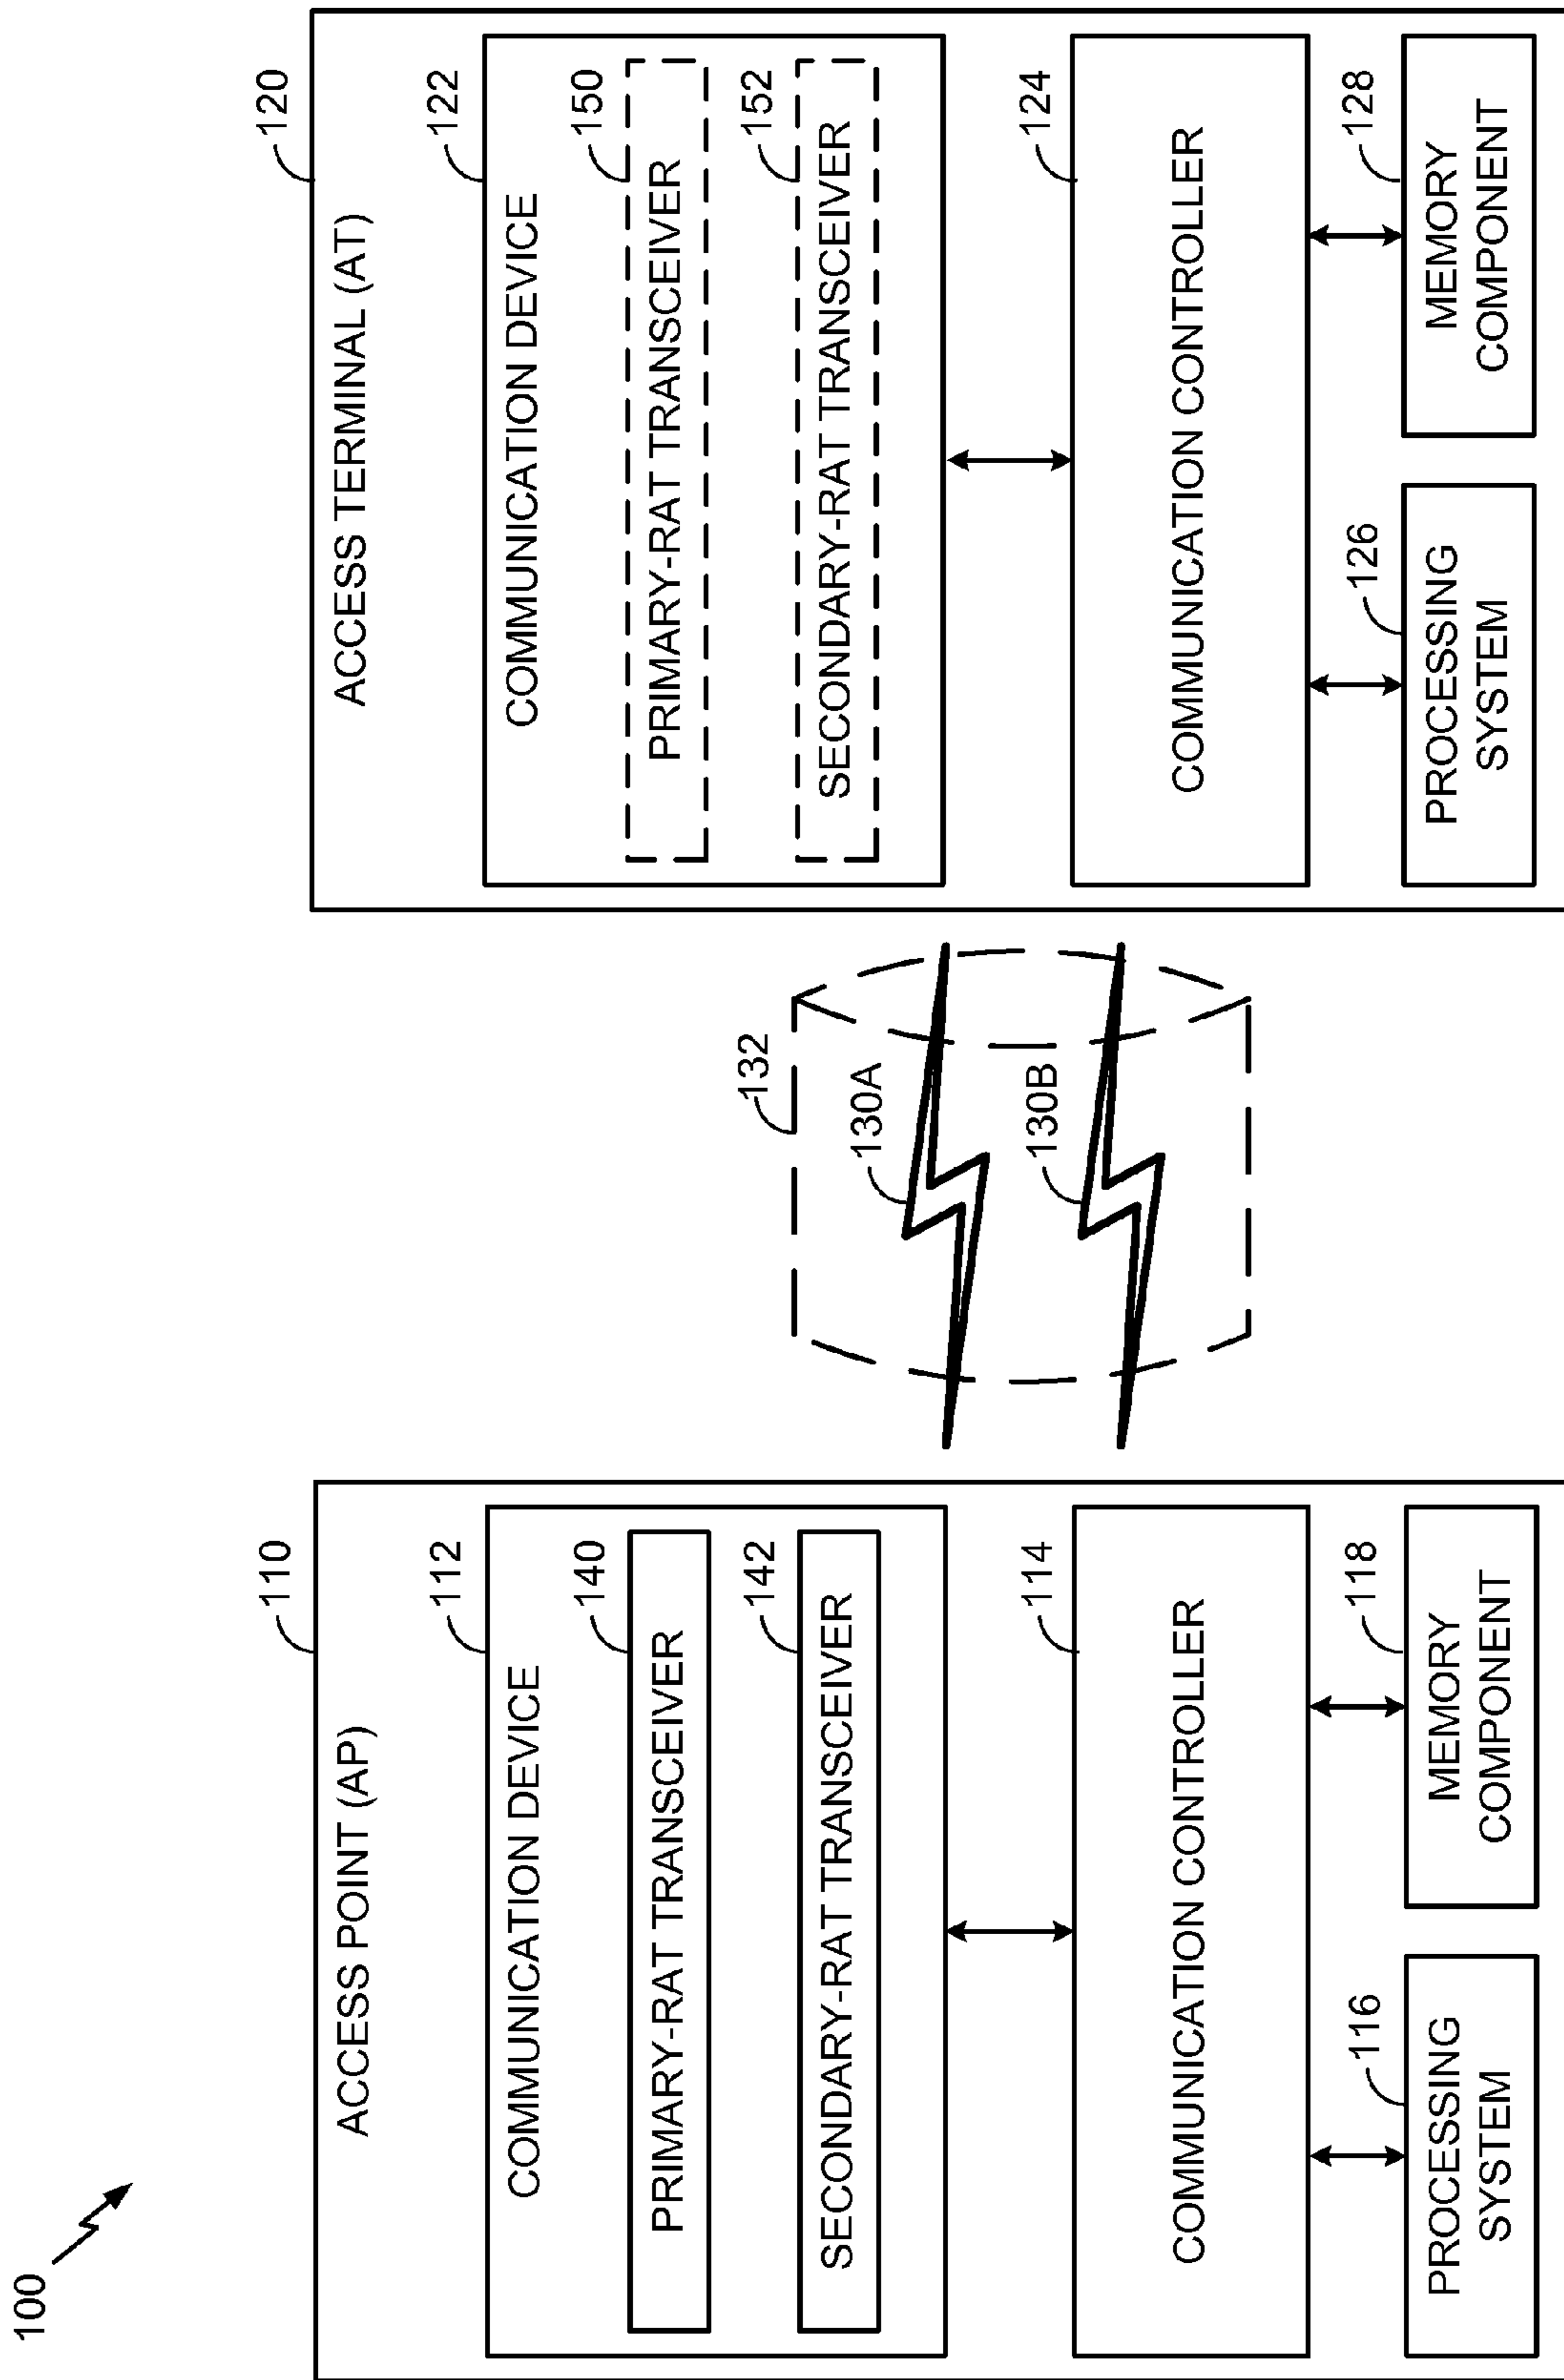 100
ACCESS POINT (AP)
110
COMMUNICATION DEVICE
112
PRIMARY-RAT TRANSCEIVER
140
SECONDARY-RAT TRANSCEIVER
142
COMMUNICATION CONTROLLER
114
PROCESSING
SYSTEM
116
MEMORY
COMPONENT
118
132
130A
130B
ACCESS TERMINAL (AT)
120
COMMUNICATION DEVICE
122
PRIMARY-RAT TRANSCEIVER
150
SECONDARY-RAT TRANSCEIVER
152
COMMUNICATION CONTROLLER
124
PROCESSING
SYSTEM
126
MEMORY
COMPONENT
128